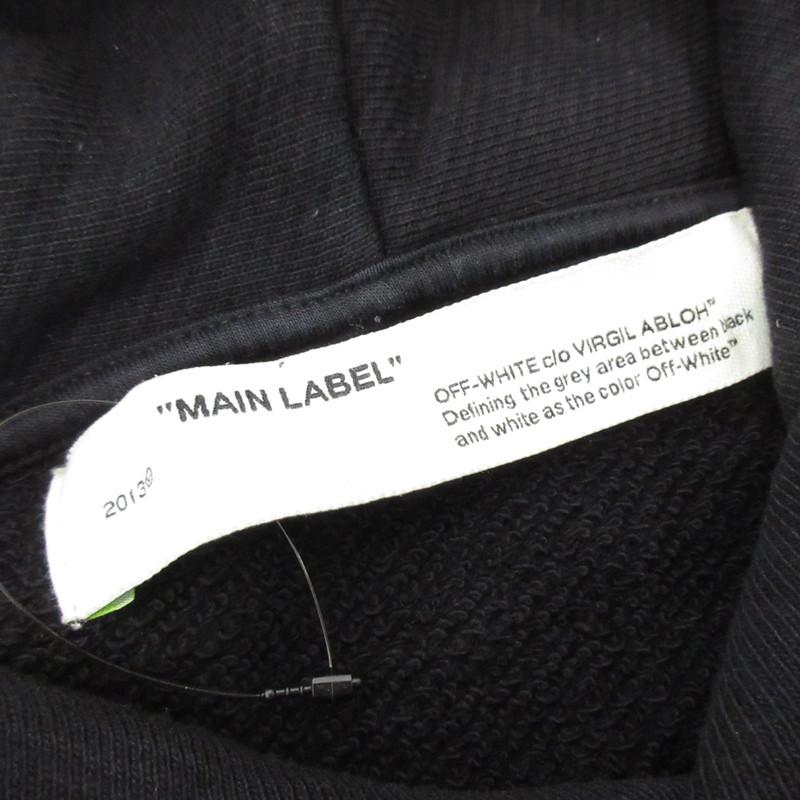 "MAIN LABEL"
2013
OFF-WHITE c/o VIRGIL ABLOH™
Defining the grey area between black
and white as the color Off-White™